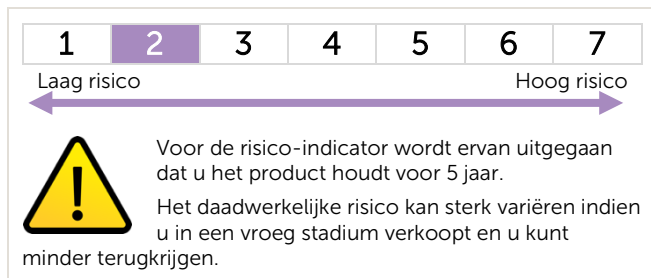 1 2 3 4 5 6 7
Laag risico Hoog risico
Voor de risico-indicator wordt ervan uitgegaan
dat u het product houdt voor 5 jaar.
Het daadwerkelijke risico kan sterk variëren indien
u in een vroeg stadium verkoopt en u kunt
minder terugkrijgen.